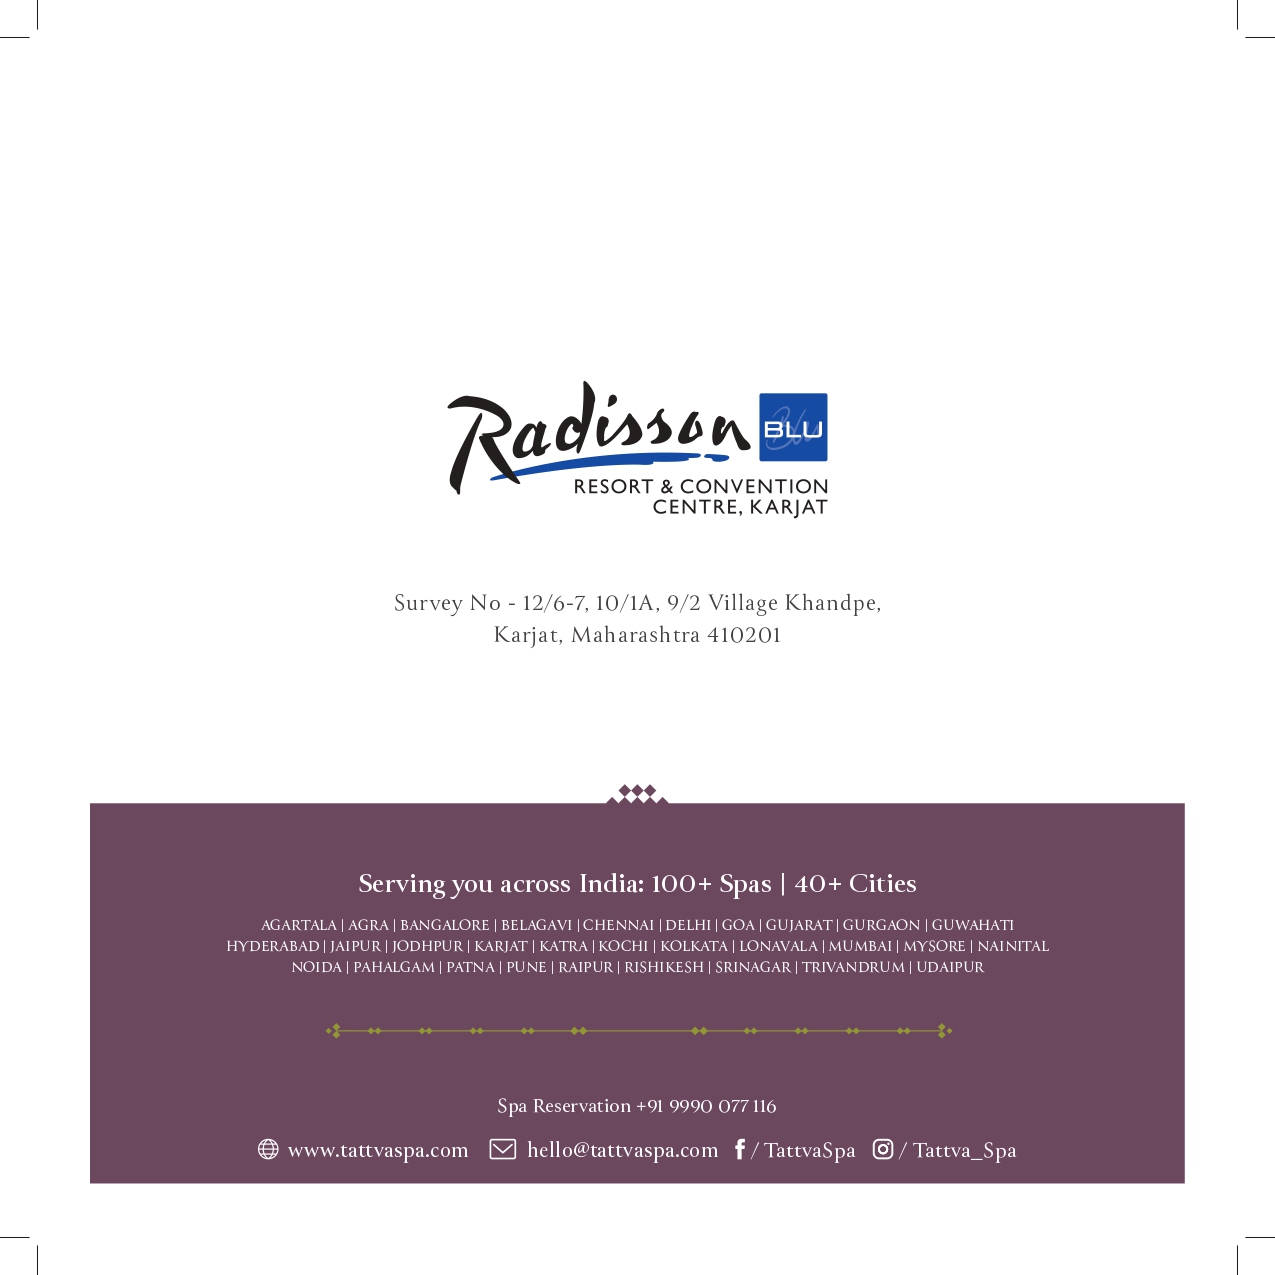 Radisson BLU
RESORT & CONVENTION
CENTRE, KARJAT
Survey No - 12/6-7, 10/1A, 9/2 Village Khandpe,
Karjat, Maharashtra 410201
Serving you across India: 100+ Spas | 40+ Cities
AGARTALA | AGRA | BANGALORE | BELAGAVI | CHENNAI | DELHI | GOA | GUJARAT | GURGAON | GUWAHATI
HYDERABAD | JAIPUR | JODHPUR | KARJAT | KATRA | KOCHI | KOLKATA | LONAVALA | MUMBAI | MYSORE | NAINITAL
NOIDA | PAHALGAM | PATNA | PUNE | RAIPUR | RISHIKESH | SRINAGAR | TRIVANDRUM | UDAIPUR
Spa Reservation +91 9990 077 116
www.tattvaspa.com hello@tattvaspa.com / TattvaSpa / Tattva_Spa